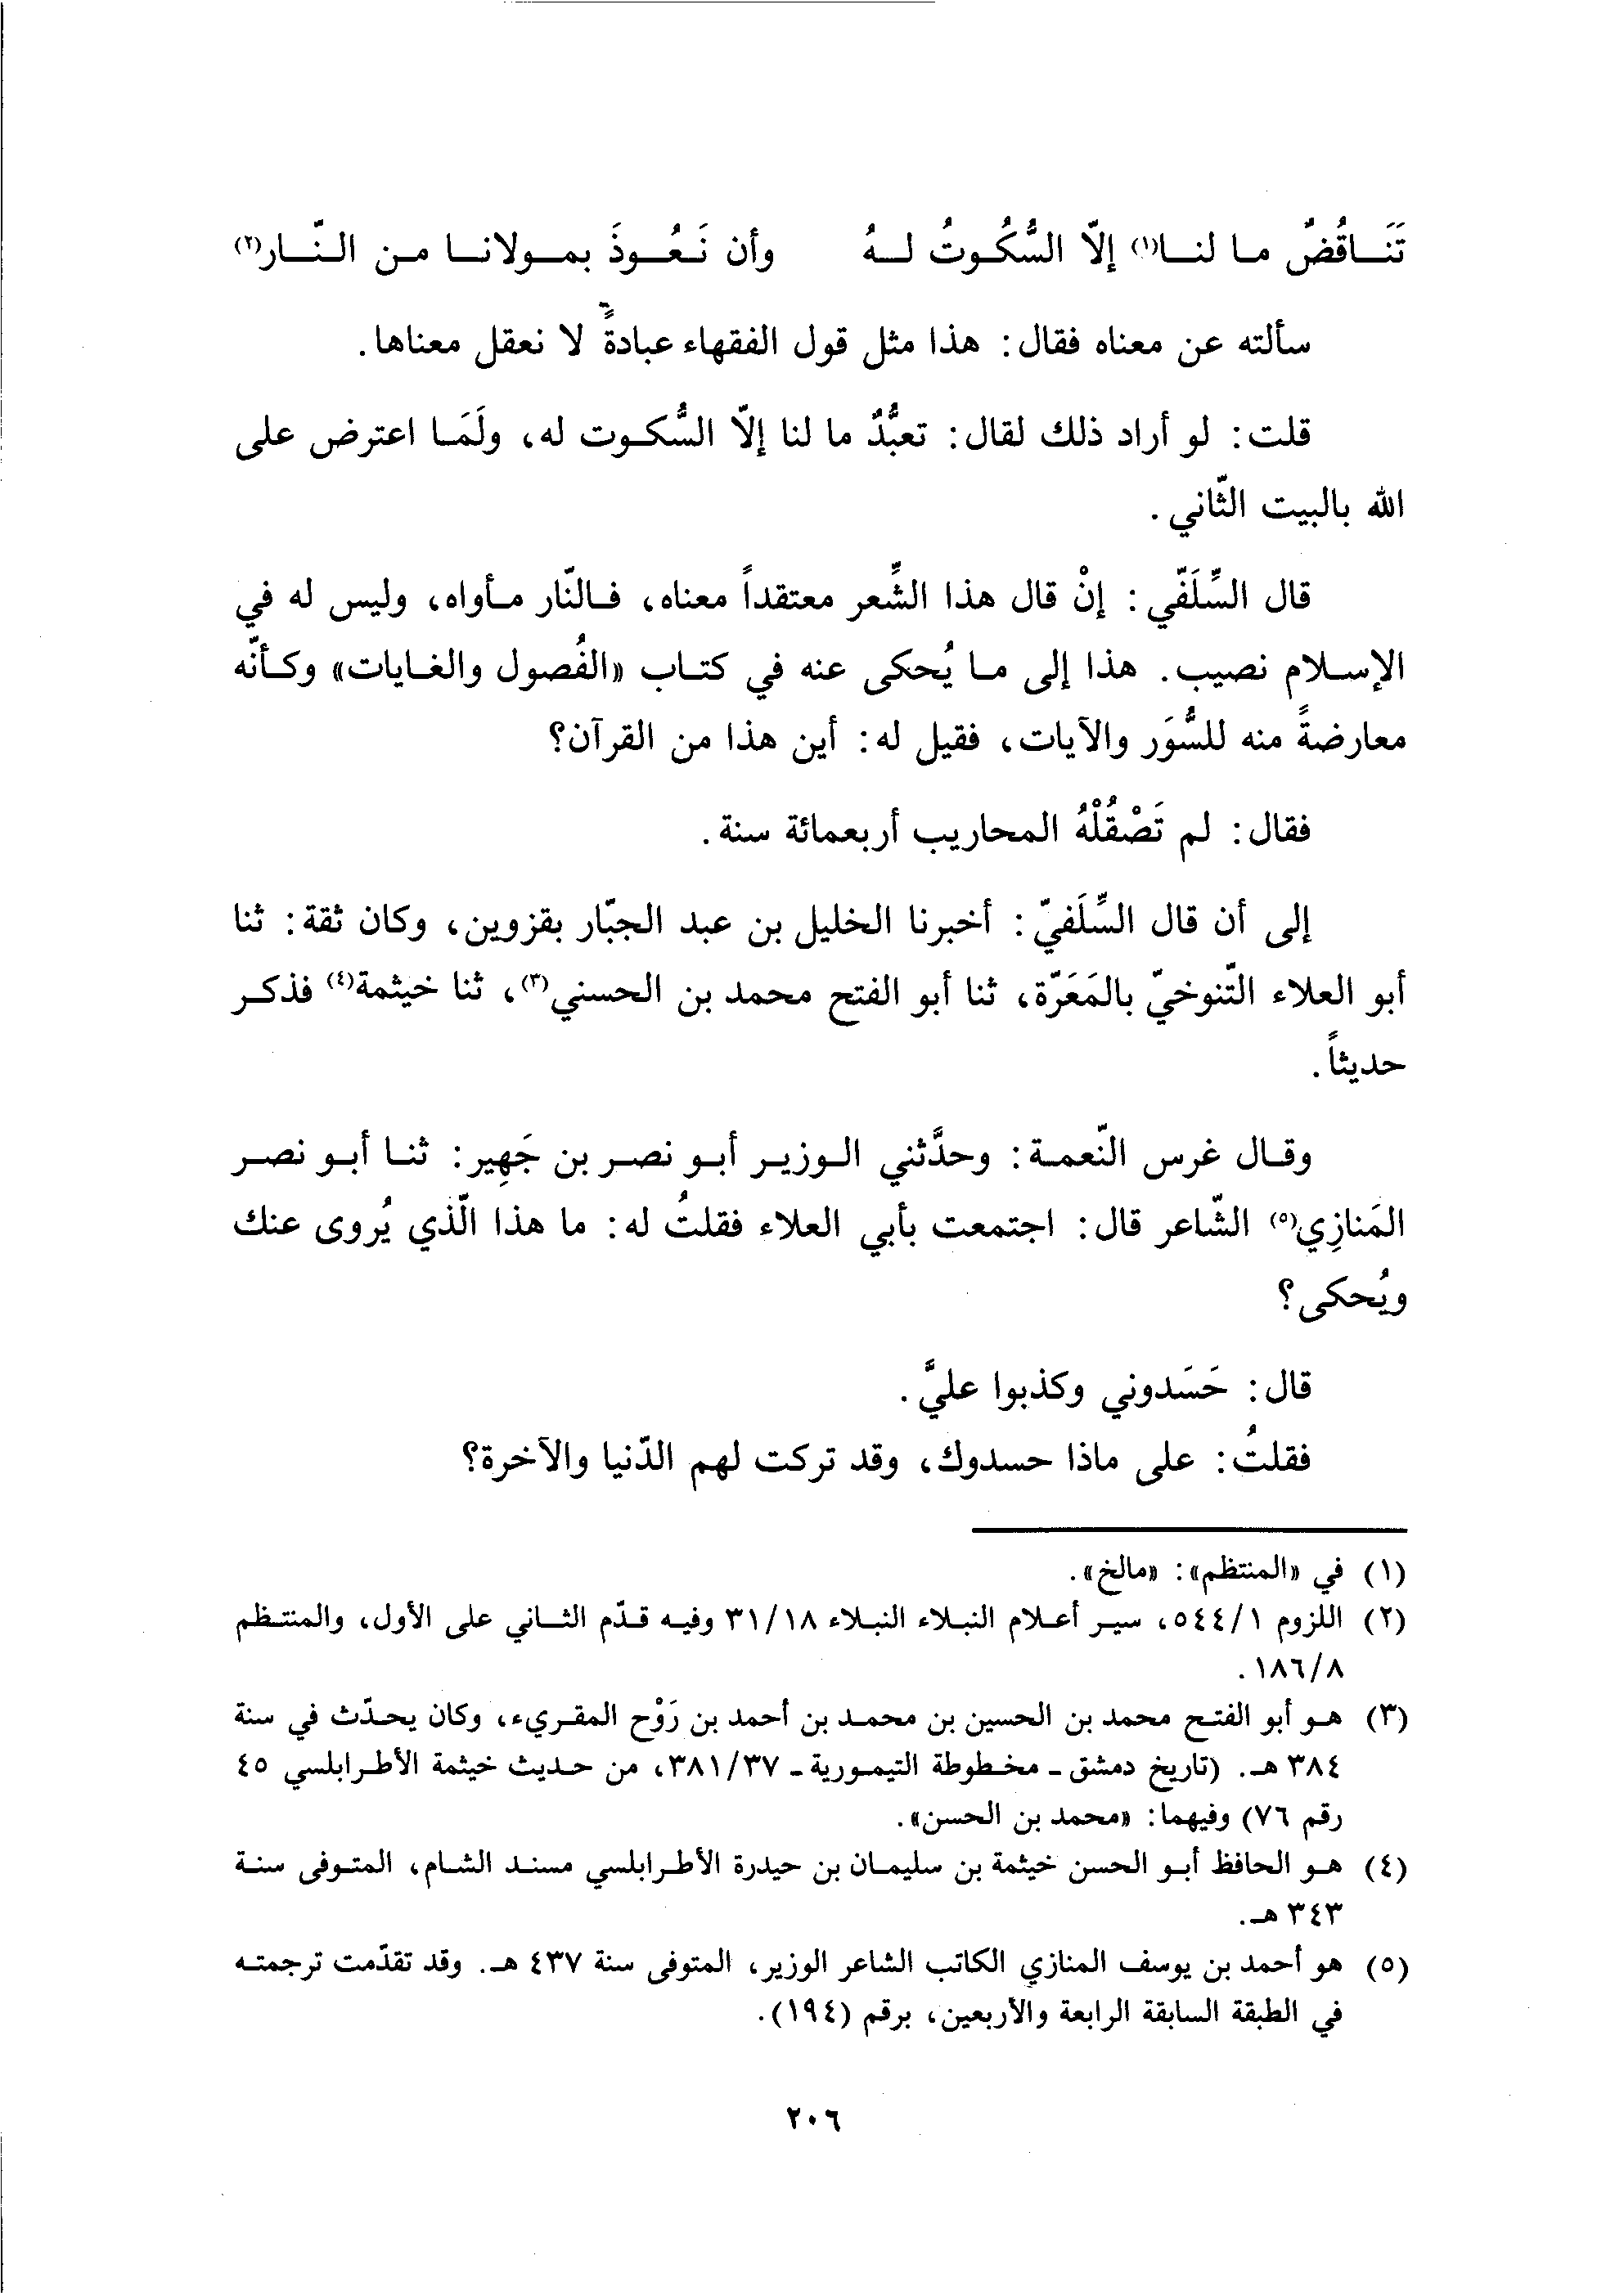 تَنَاقُضٌ ما لنا(١) إلّا السُّكُوتُ لهُ وأن نَعُوذَ بمولانا من النّار(٢)
سألته عن معناه فقال: هذا مثل قول الفقهاء عبادةً لا نعقل معناها.
قلت: لو أراد ذلك لقال: تعبُّدٌ ما لنا إلّا السُّكوت له، ولَمَا اعترض على
الله بالبيت الثّاني.
قال السِّلَفّي: إنْ قال هذا الشِّعر معتقداً معناه، فالنّار مأواه، وليس له في
الإسلام نصيب. هذا إلى ما يُحكى عنه في كتاب «الفُصول والغايات» وكأنّه
معارضةً منه للسُّوَر والآيات، فقيل له: أين هذا من القرآن؟
فقال: لم تَصْقُلْهُ المحاريب أربعمائة سنة.
إلى أن قال السِّلَفيّ: أخبرنا الخليل بن عبد الجبّار بقزوين، وكان ثقة: ثنا
أبو العلاء التّنوخيّ بالمَعَرّة، ثنا أبو الفتح محمد بن الحسني(٣)، ثنا خيثمة(٤) فذكر
حديثاً.
وقال غرس النّعمة: وحدَّثني الوزير أبو نصر بن جَهِير: ثنا أبو نصر
المَنازِي(٥) الشّاعر قال: اجتمعت بأبي العلاء فقلتُ له: ما هذا الّذي يُروى عنك
ويُحكى؟
قال: حَسَدوني وكذبوا عليَّ.
فقلتُ: على ماذا حسدوك، وقد تركت لهم الدّنيا والآخرة؟
(١) في «المنتظم»: «مالخ».
(٢) اللزوم ٥٤٤/١، سير أعلام النبلاء النبلاء ٣١/١٨ وفيه قدّم الثاني على الأول، والمنتظم
١٨٦/٨.
(٣) هو أبو الفتح محمد بن الحسين بن محمد بن أحمد بن رَوْح المقريء، وكان يحدّث في سنة
٣٨٤ هـ. (تاريخ دمشق - مخطوطة التيمورية - ٣٨١/٣٧، من حديث خيثمة الأطرابلسي ٤٥
رقم ٧٦) وفيهما: «محمد بن الحسن».
(٤) هو الحافظ أبو الحسن خيثمة بن سليمان بن حيدرة الأطرابلسي مسند الشام، المتوفى سنة
٣٤٣ هـ.
(٥) هو أحمد بن يوسف المنازي الكاتب الشاعر الوزير، المتوفى سنة ٤٣٧ هـ. وقد تقدّمت ترجمته
في الطبقة السابقة الرابعة والأربعين، برقم (١٩٤).
٢٠٦